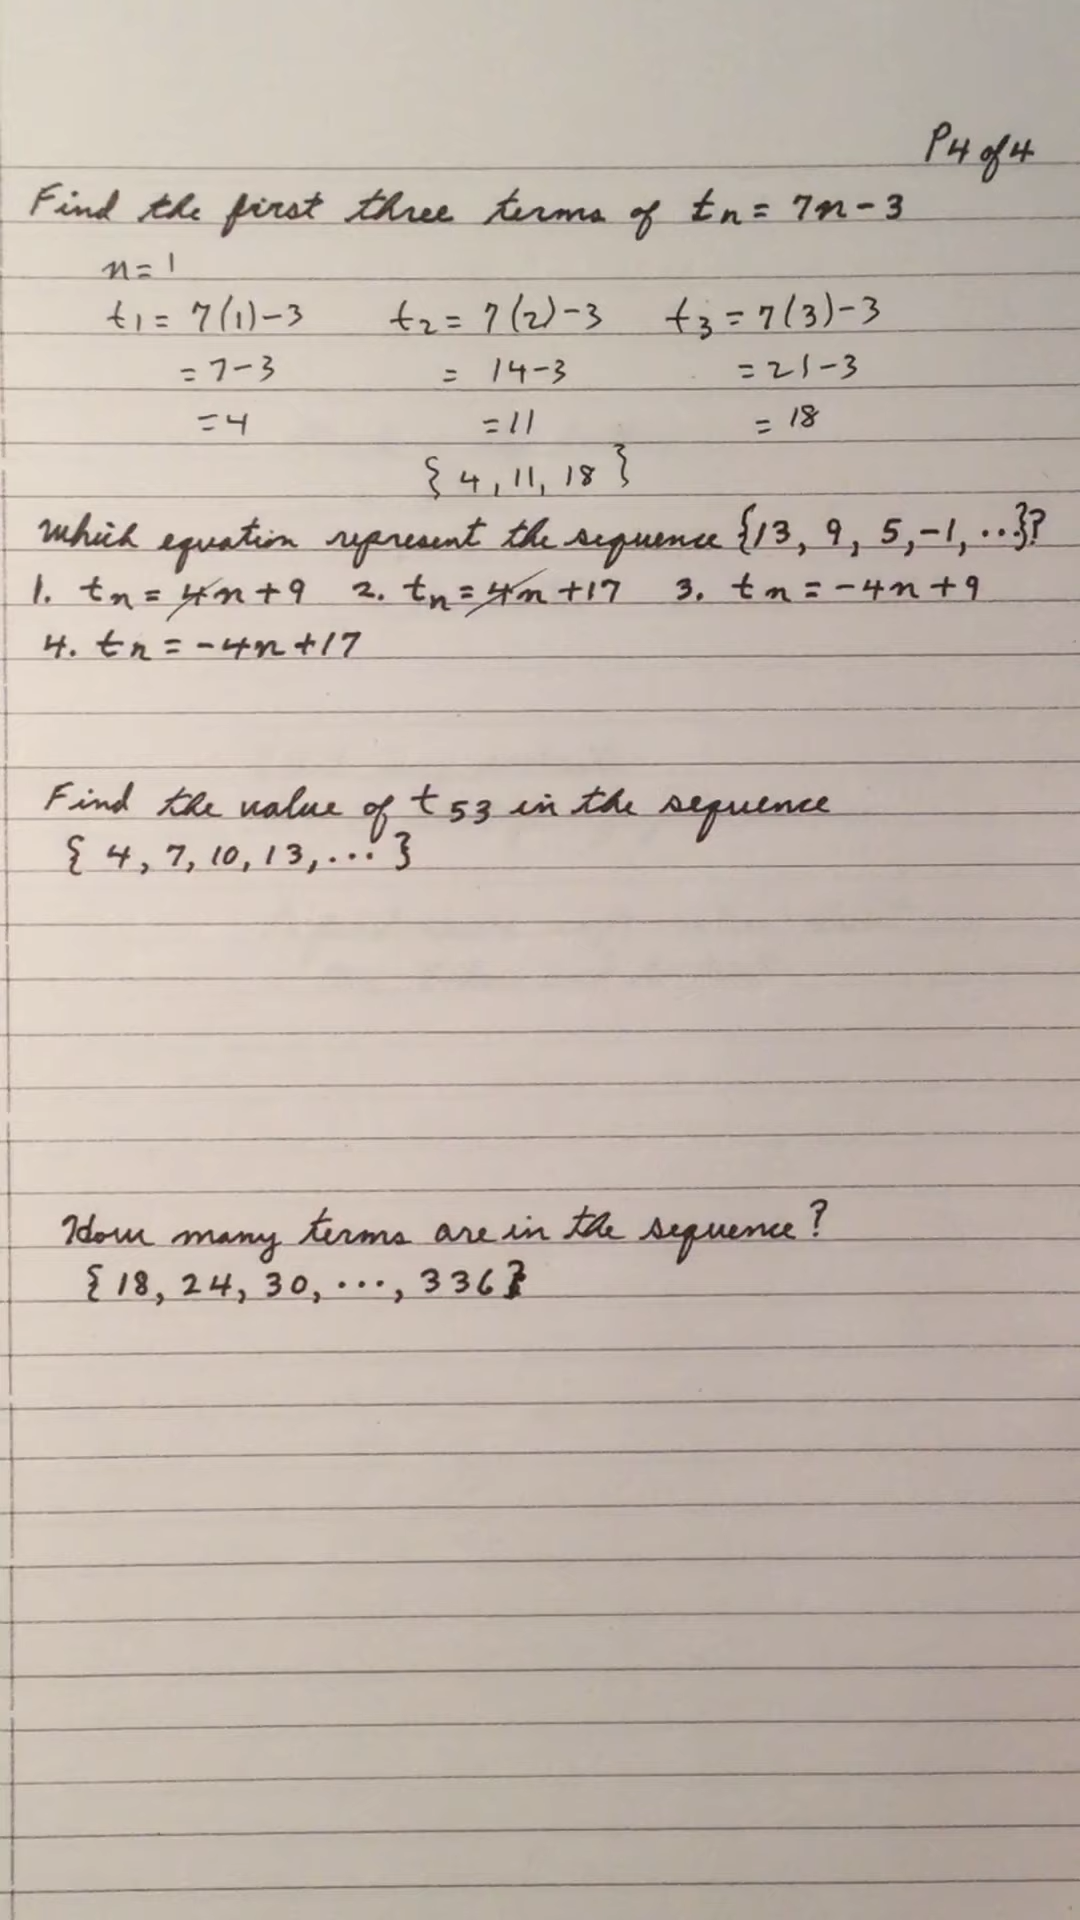 P4 of 4
Find the first three terms of tn = 7n - 3
n = 1
t1 = 7(1)-3 t2 = 7(2)-3 t3 = 7(3)-3
= 7-3 = 14-3 = 21-3
= 4 = 11 = 18
{ 4, 11, 18 }
Which equation represent the sequence {13, 9, 5, -1, ...}?
1. tn = 4n + 9 2. tn = 4n + 17 3. tn = -4n + 9
4. tn = -4n + 17
Find the value of t53 in the sequence
{ 4, 7, 10, 13, ... }
How many terms are in the sequence?
{ 18, 24, 30, ..., 336 }